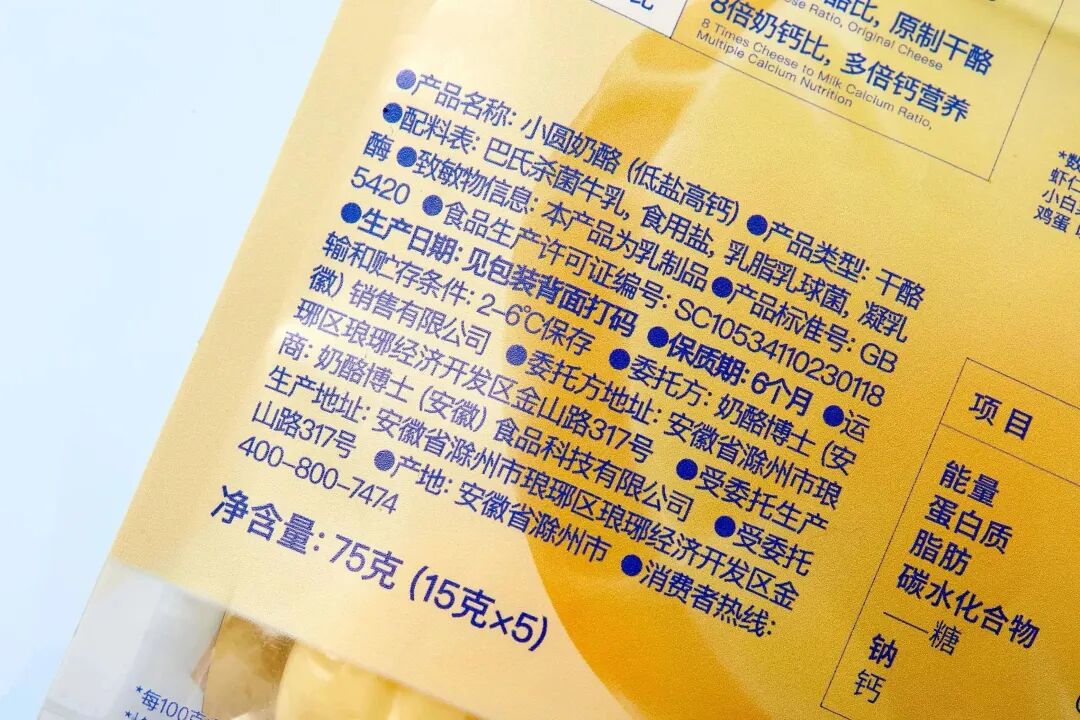 比, 原制干酪
ese Ratio, Original Cheese
8倍奶钙比, 多倍钙营养
8 Times Cheese to Milk Calcium Ratio,
Multiple Calcium Nutrition
●产品名称: 小圆奶酪 (低盐高钙) ●产品类型: 干酪
●配料表: 巴氏杀菌牛乳, 食用盐, 乳脂乳球菌, 凝乳
酶 ●致敏物信息: 本产品为乳制品 ●产品标准号: GB
5420 ●食品生产许可证编号: SC10534110230118
●生产日期: 见包装背面打码 ●保质期: 6个月 ●运
输和贮存条件: 2-6℃保存 ●委托方: 奶酪博士 (安
徽) 销售有限公司 ●委托方地址: 安徽省滁州市琅
琊区琅琊经济开发区金山路317号 ●受委托生产
商: 奶酪博士 (安徽) 食品科技有限公司 ●受委托
生产地址: 安徽省滁州市琅琊区琅琊经济开发区金
山路317号 ●产地: 安徽省滁州市 ●消费者热线:
400-800-7474
净含量: 75克 (15克×5)
*每100克
*数
虾仁
小白
鸡蛋
项目
能量
蛋白质
脂肪
碳水化合物
——糖
钠
钙